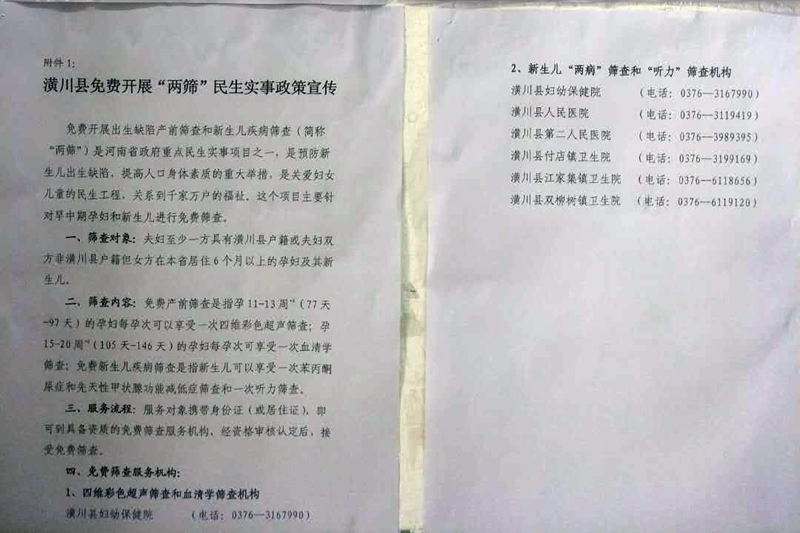 附件1:
潢川县免费开展“两筛”民生实事政策宣传
免费开展出生缺陷产前筛查和新生儿疾病筛查（简称
“两筛”）是河南省政府重点民生实事项目之一，是预防新
生儿出生缺陷，提高人口身体素质的重大举措，是关爱妇女
儿童的民生工程，关系到千家万户的福祉。这个项目主要针
对早中期孕妇和新生儿进行免费筛查。
一、筛查对象：夫妇至少一方具有潢川县户籍或夫妇双
方非潢川县户籍但女方在本省居住6个月以上的孕妇及其新
生儿。
二、筛查内容：免费产前筛查是指孕11-13周⁺⁶（77天
-97天）的孕妇每孕次可以享受一次四维彩色超声筛查；孕
15-20周⁺⁶（105天-146天）的孕妇每孕次可享受一次血清学
筛查；免费新生儿疾病筛查是指新生儿可以享受一次苯丙酮
尿症和先天性甲状腺功能减低症筛查和一次听力筛查。
三、服务流程：服务对象携带身份证（或居住证），即
可到具备资质的免费筛查服务机构，经资格审核认定后，接
受免费筛查。
四、免费筛查服务机构：
1、四维彩色超声筛查和血清学筛查机构
潢川县妇幼保健院 （电话：0376—3167990）
2、新生儿“两病”筛查和“听力”筛查机构
潢川县妇幼保健院 （电话：0376—3167990）
潢川县人民医院 （电话：0376—3119419）
潢川县第二人民医院 （电话：0376—3989395）
潢川县付店镇卫生院 （电话：0376—3199169）
潢川县江家集镇卫生院 （电话：0376—6118656）
潢川县双柳树镇卫生院 （电话：0376—6119120）